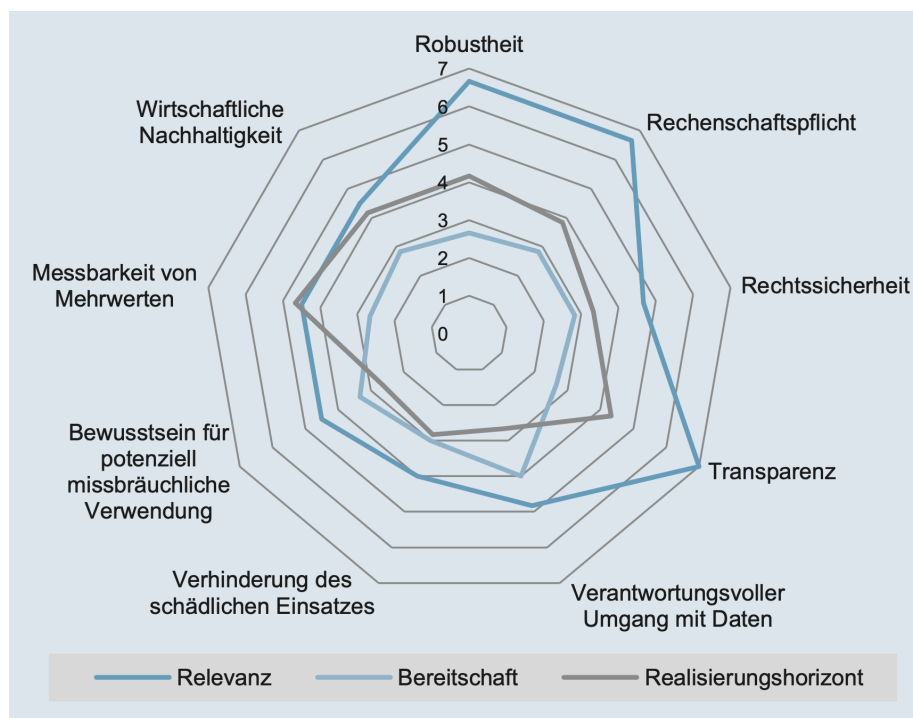 Robustheit
7
6
5
4
3
2
1
0
Rechenschaftspflicht
Rechtssicherheit
Transparenz
Verantwortungsvoller
Umgang mit Daten
Verhinderung des
schädlichen Einsatzes
Bewusstsein für
potenziell
missbräuchliche
Verwendung
Messbarkeit von
Mehrwerten
Wirtschaftliche
Nachhaltigkeit
Relevanz
Bereitschaft
Realisierungshorizont